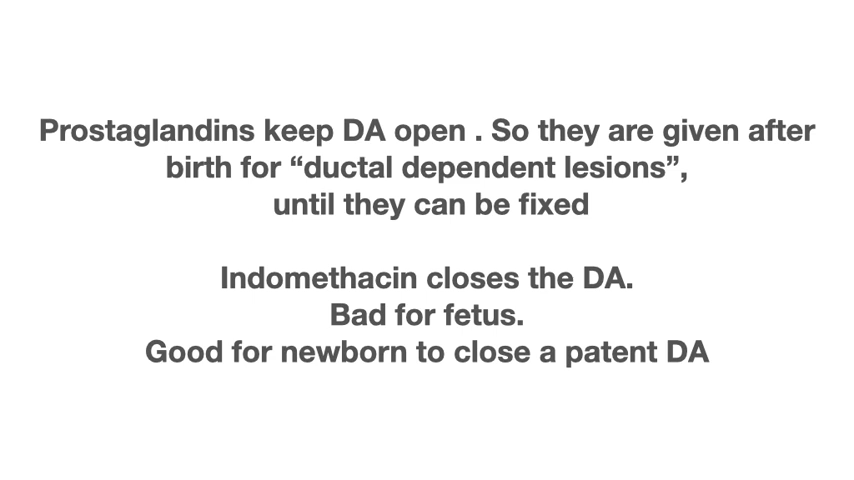 Prostaglandins keep DA open . So they are given after
birth for “ductal dependent lesions”,
until they can be fixed
Indomethacin closes the DA.
Bad for fetus.
Good for newborn to close a patent DA